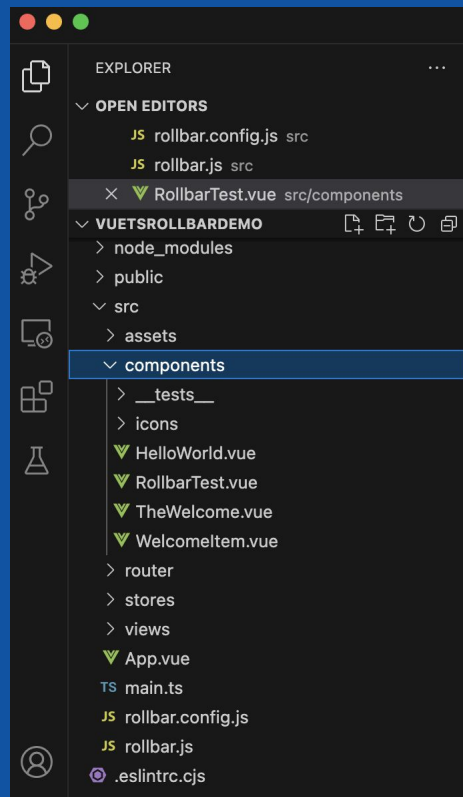 EXPLORER
OPEN EDITORS
JS rollbar.config.js src
JS rollbar.js src
RollbarTest.vue src/components
VUETSROLLBARDEMO
node_modules
public
src
assets
components
__tests__
icons
HelloWorld.vue
RollbarTest.vue
TheWelcome.vue
WelcomeItem.vue
router
stores
views
App.vue
TS main.ts
JS rollbar.config.js
JS rollbar.js
.eslintrc.cjs